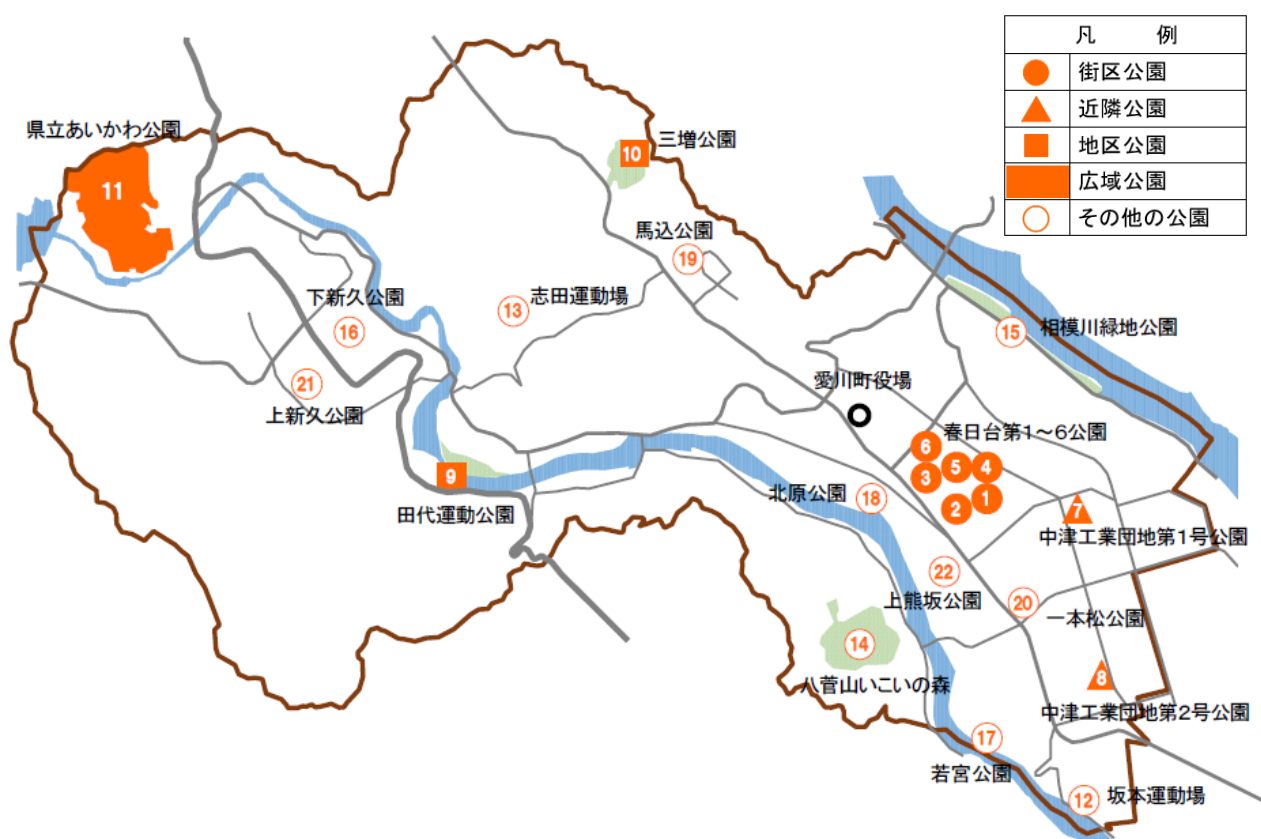 凡 例
街区公園
近隣公園
地区公園
広域公園
その他の公園
県立あいかわ公園
11
10
三増公園
馬込公園
19
志田運動場
13
下新久公園
16
21
上新久公園
15
相模川緑地公園
愛川町役場
春日台第1～6公園
6
5
4
3
1
2
9
田代運動公園
北原公園
18
7
中津工業団地第1号公園
22
上熊坂公園
20
一本松公園
14
八菅山いこいの森
8
中津工業団地第2号公園
17
若宮公園
12
坂本運動場